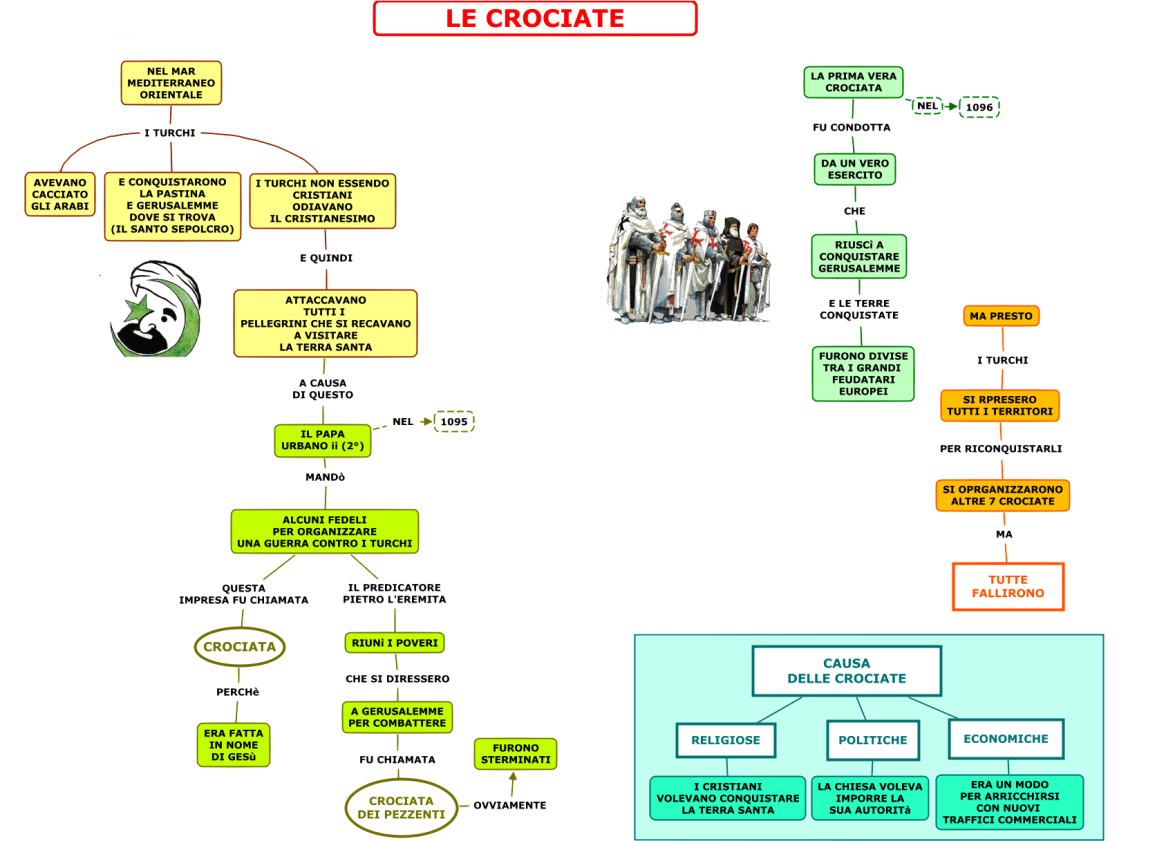 LE CROCIATE
NEL MAR
MEDITERRANEO
ORIENTALE
I TURCHI
AVEVANO
CACCIATO
GLI ARABI
E CONQUISTARONO
LA PASTINA
E GERUSALEMME
DOVE SI TROVA
(IL SANTO SEPOLCRO)
I TURCHI NON ESSENDO
CRISTIANI
ODIAVANO
IL CRISTIANESIMO
E QUINDI
ATTACCAVANO
TUTTI I
PELLEGRINI CHE SI RECAVANO
A VISITARE
LA TERRA SANTA
A CAUSA
DI QUESTO
IL PAPA
URBANO ii (2°)
NEL
1095
MANDò
ALCUNI FEDELI
PER ORGANIZZARE
UNA GUERRA CONTRO I TURCHI
QUESTA
IMPRESA FU CHIAMATA
CROCIATA
PERCHè
ERA FATTA
IN NOME
DI GESù
IL PREDICATORE
PIETRO L'EREMITA
RIUNì I POVERI
CHE SI DIRESSERO
A GERUSALEMME
PER COMBATTERE
FU CHIAMATA
CROCIATA
DEI PEZZENTI
OVVIAMENTE
FURONO
STERMINATI
LA PRIMA VERA
CROCIATA
NEL
1096
FU CONDOTTA
DA UN VERO
ESERCITO
CHE
RIUSCì A
CONQUISTARE
GERUSALEMME
E LE TERRE
CONQUISTATE
FURONO DIVISE
TRA I GRANDI
FEUDATARI
EUROPEI
MA PRESTO
I TURCHI
SI RPRESERO
TUTTI I TERRITORI
PER RICONQUISTARLI
SI OPRGANIZZARONO
ALTRE 7 CROCIATE
MA
TUTTE
FALLIRONO
CAUSA
DELLE CROCIATE
RELIGIOSE
I CRISTIANI
VOLEVANO CONQUISTARE
LA TERRA SANTA
POLITICHE
LA CHIESA VOLEVA
IMPORRE LA
SUA AUTORITà
ECONOMICHE
ERA UN MODO
PER ARRICCHIRSI
CON NUOVI
TRAFFICI COMMERCIALI